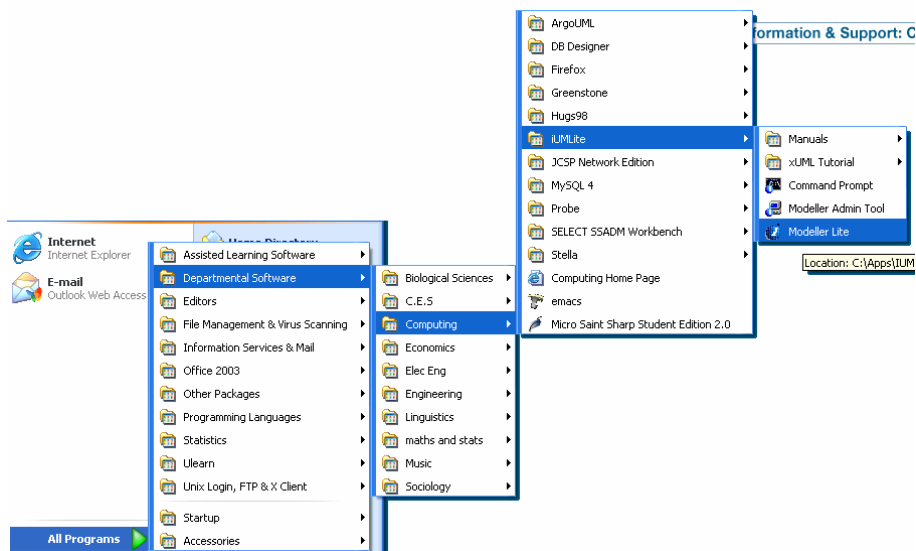 ArgoUML
DB Designer
Firefox
Greenstone
Hugs98
iUMLite
JCSP Network Edition
MySQL 4
Probe
SELECT SSADM Workbench
Stella
Computing Home Page
emacs
Micro Saint Sharp Student Edition 2.0
formation & Support: C
Manuals
xUML Tutorial
Command Prompt
Modeller Admin Tool
Modeller Lite
Location: C:\Apps\IUM
Internet
Internet Explorer
E-mail
Outlook Web Access
Home Directory
Assisted Learning Software
Departmental Software
Editors
File Management & Virus Scanning
Information Services & Mail
Office 2003
Other Packages
Programming Languages
Statistics
Ulearn
Unix Login, FTP & X Client
Startup
Accessories
Biological Sciences
C.E.S
Computing
Economics
Elec Eng
Engineering
Linguistics
maths and stats
Music
Sociology
All Programs